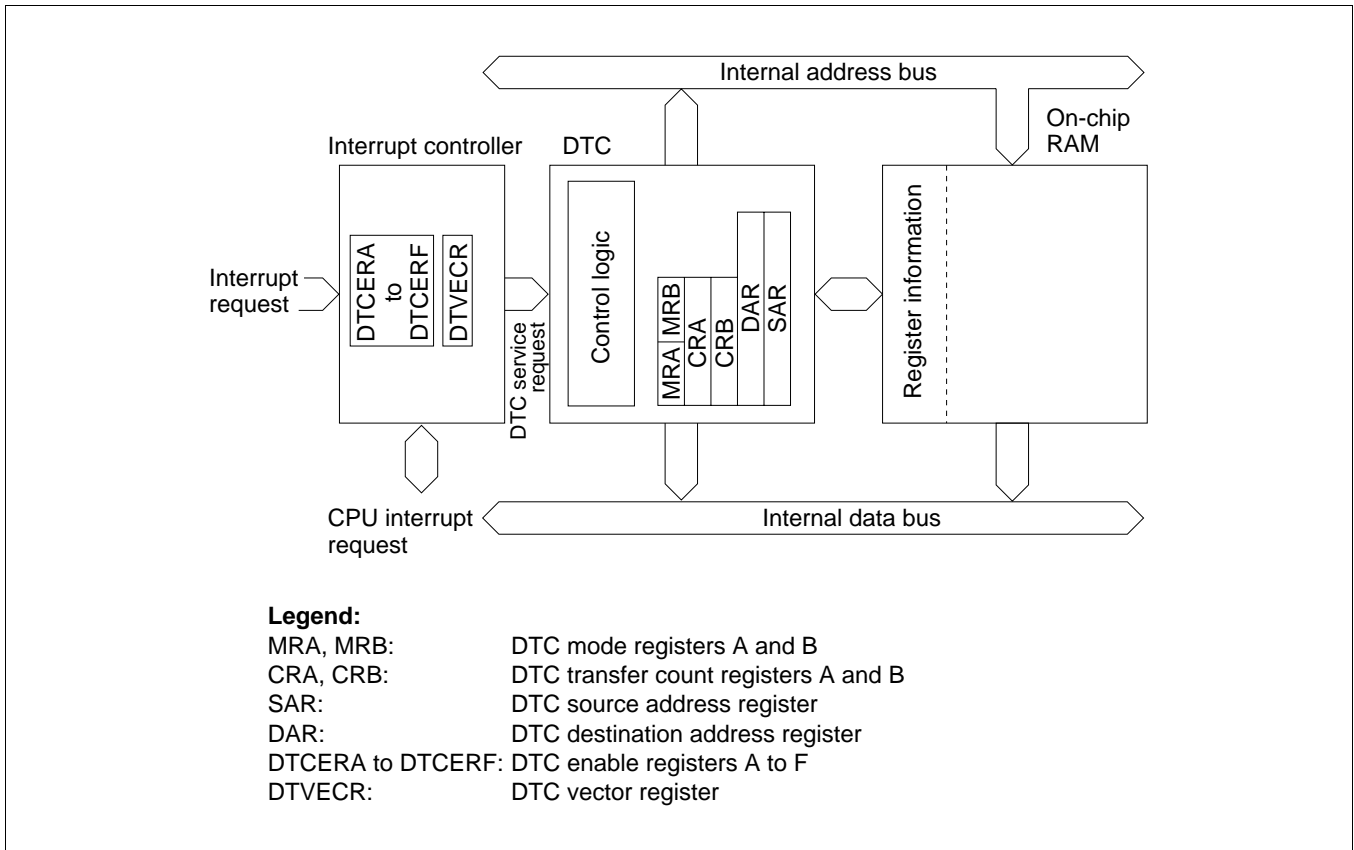 Internal address bus
On-chip
RAM
Interrupt controller
DTC
Interrupt
request
DTCERA
to
DTCERF
DTVECR
DTC service
request
Control logic
MRA MRB
CRA
CRB
DAR
SAR
Register information
CPU interrupt
request
Internal data bus
Legend:
MRA, MRB: DTC mode registers A and B
CRA, CRB: DTC transfer count registers A and B
SAR: DTC source address register
DAR: DTC destination address register
DTCERA to DTCERF: DTC enable registers A to F
DTVECR: DTC vector register